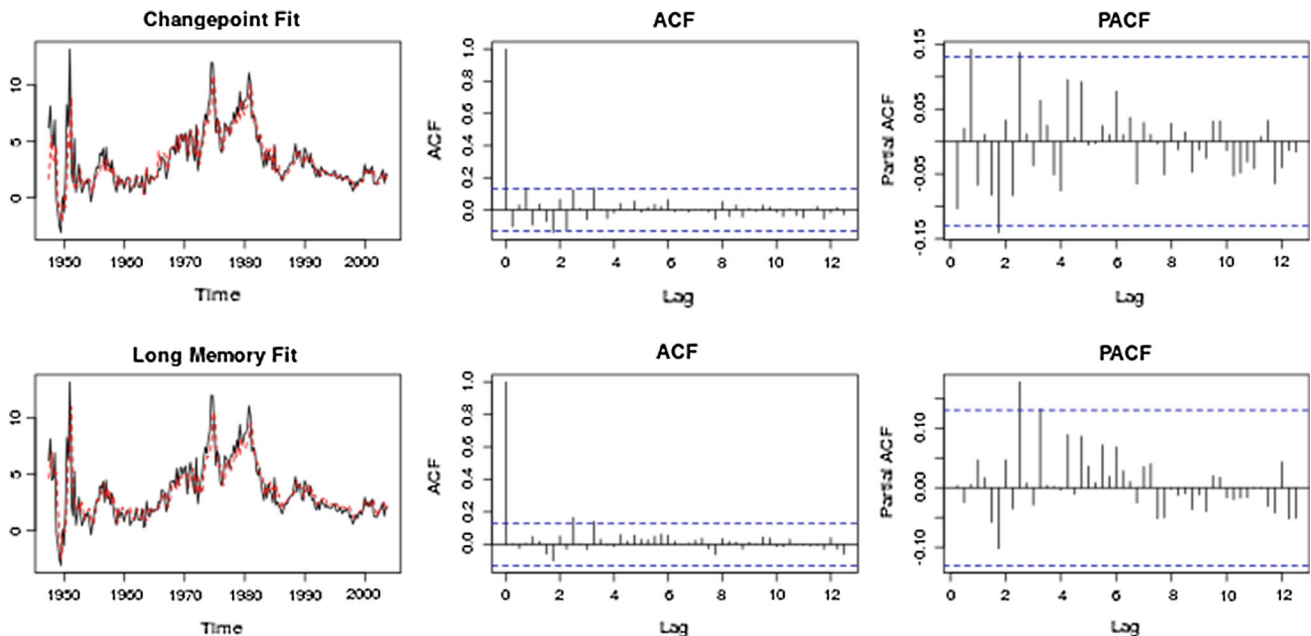 Changepoint Fit
0 5 10
1950 1960 1970 1980 1990 2000
Time
ACF
ACF
0.0 0.2 0.4 0.6 0.8 1.0
0 2 4 6 8 10 12
Lag
PACF
Partial ACF
-0.15 -0.05 0.05 0.15
0 2 4 6 8 10 12
Lag
Long Memory Fit
0 5 10
1950 1960 1970 1980 1990 2000
Time
ACF
ACF
0.0 0.2 0.4 0.6 0.8 1.0
0 2 4 6 8 10 12
Lag
PACF
Partial ACF
-0.10 0.00 0.10
0 2 4 6 8 10 12
Lag